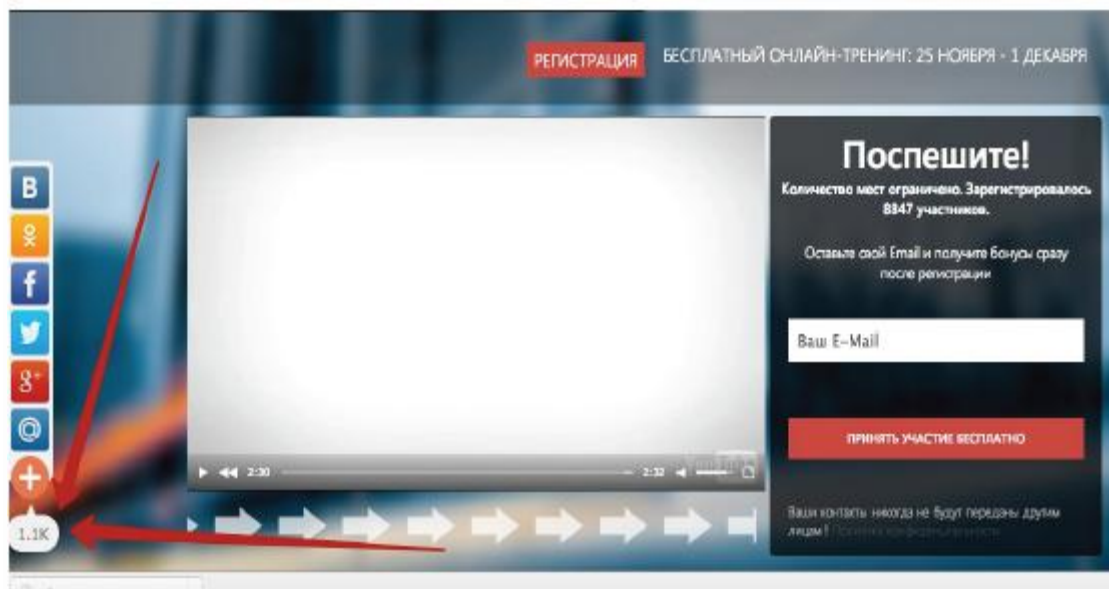 РЕГИСТРАЦИЯ
БЕСПЛАТНЫЙ ОНЛАЙН-ТРЕНИНГ: 25 НОЯБРЯ - 1 ДЕКАБРЯ
В
f
g+
@
+
1.1K
2:30
2:32
Поспешите!
Количество мест ограничено. Зарегистрировалось
8847 участников.
Оставьте свой Email и получите бонусы сразу
после регистрации
Ваш E-Mail
ПРИНЯТЬ УЧАСТИЕ БЕСПЛАТНО
Ваши контакты никогда не будут переданы другим
лицам! Политика конфиденциальности